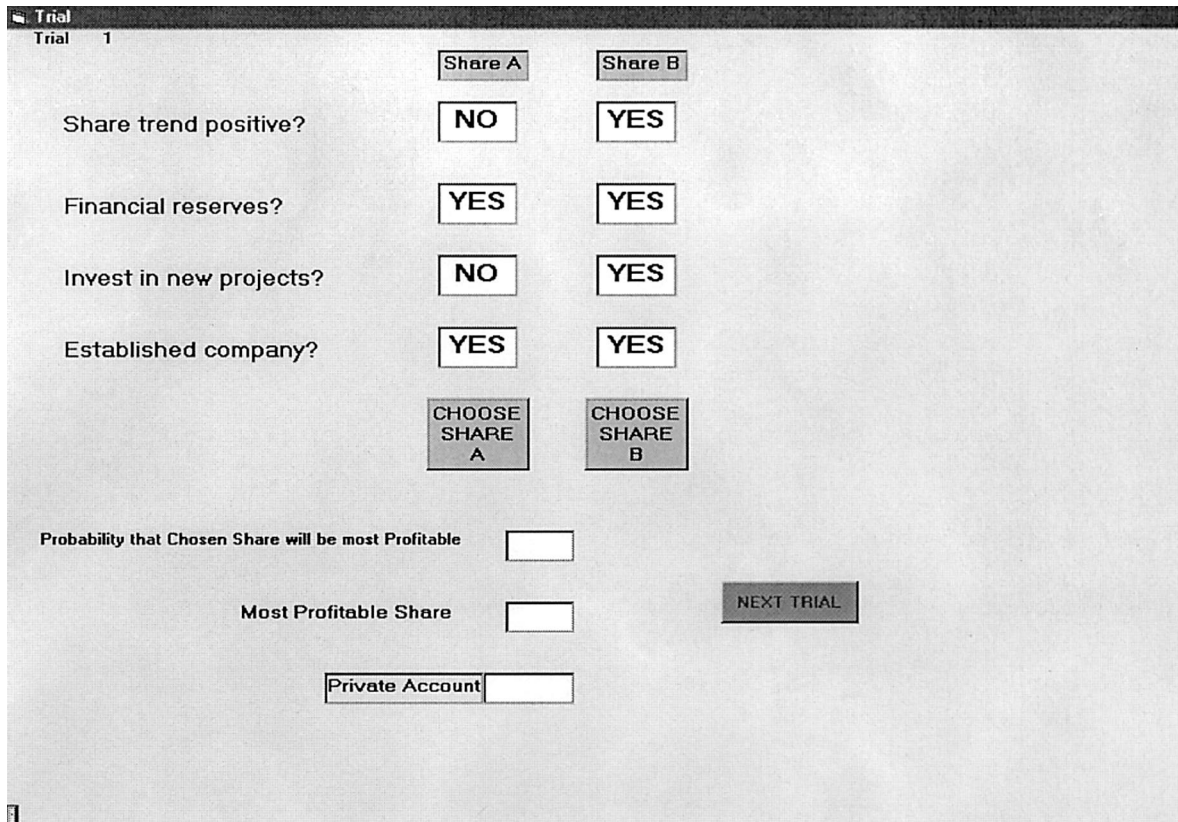 Trial
Trial 1
Share A Share B
Share trend positive? NO YES
Financial reserves? YES YES
Invest in new projects? NO YES
Established company? YES YES
CHOOSE CHOOSE
SHARE SHARE
A B
Probability that Chosen Share will be most Profitable
Most Profitable Share
NEXT TRIAL
Private Account